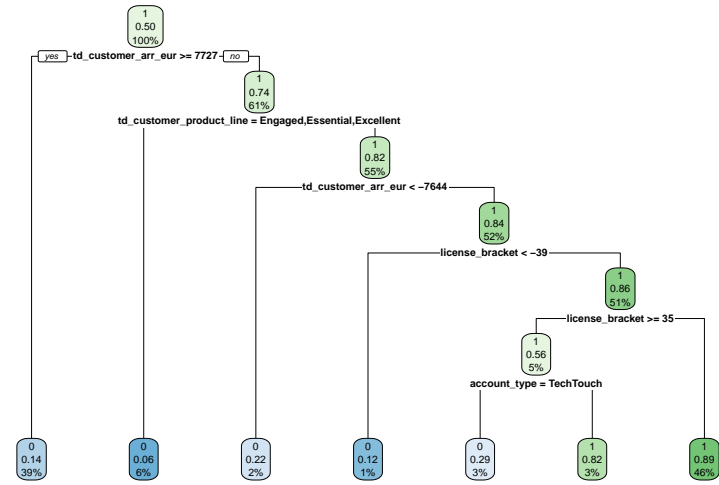 1
0.50
100%
yes td_customer_arr_eur >= 7727 no
1
0.74
61%
td_customer_product_line = Engaged,Essential,Excellent
1
0.82
55%
td_customer_arr_eur < −7644
1
0.84
52%
license_bracket < −39
1
0.86
51%
license_bracket >= 35
1
0.56
5%
account_type = TechTouch
0 0 0 0 0 1 1
0.14 0.06 0.22 0.12 0.29 0.82 0.89
39% 6% 2% 1% 3% 3% 46%